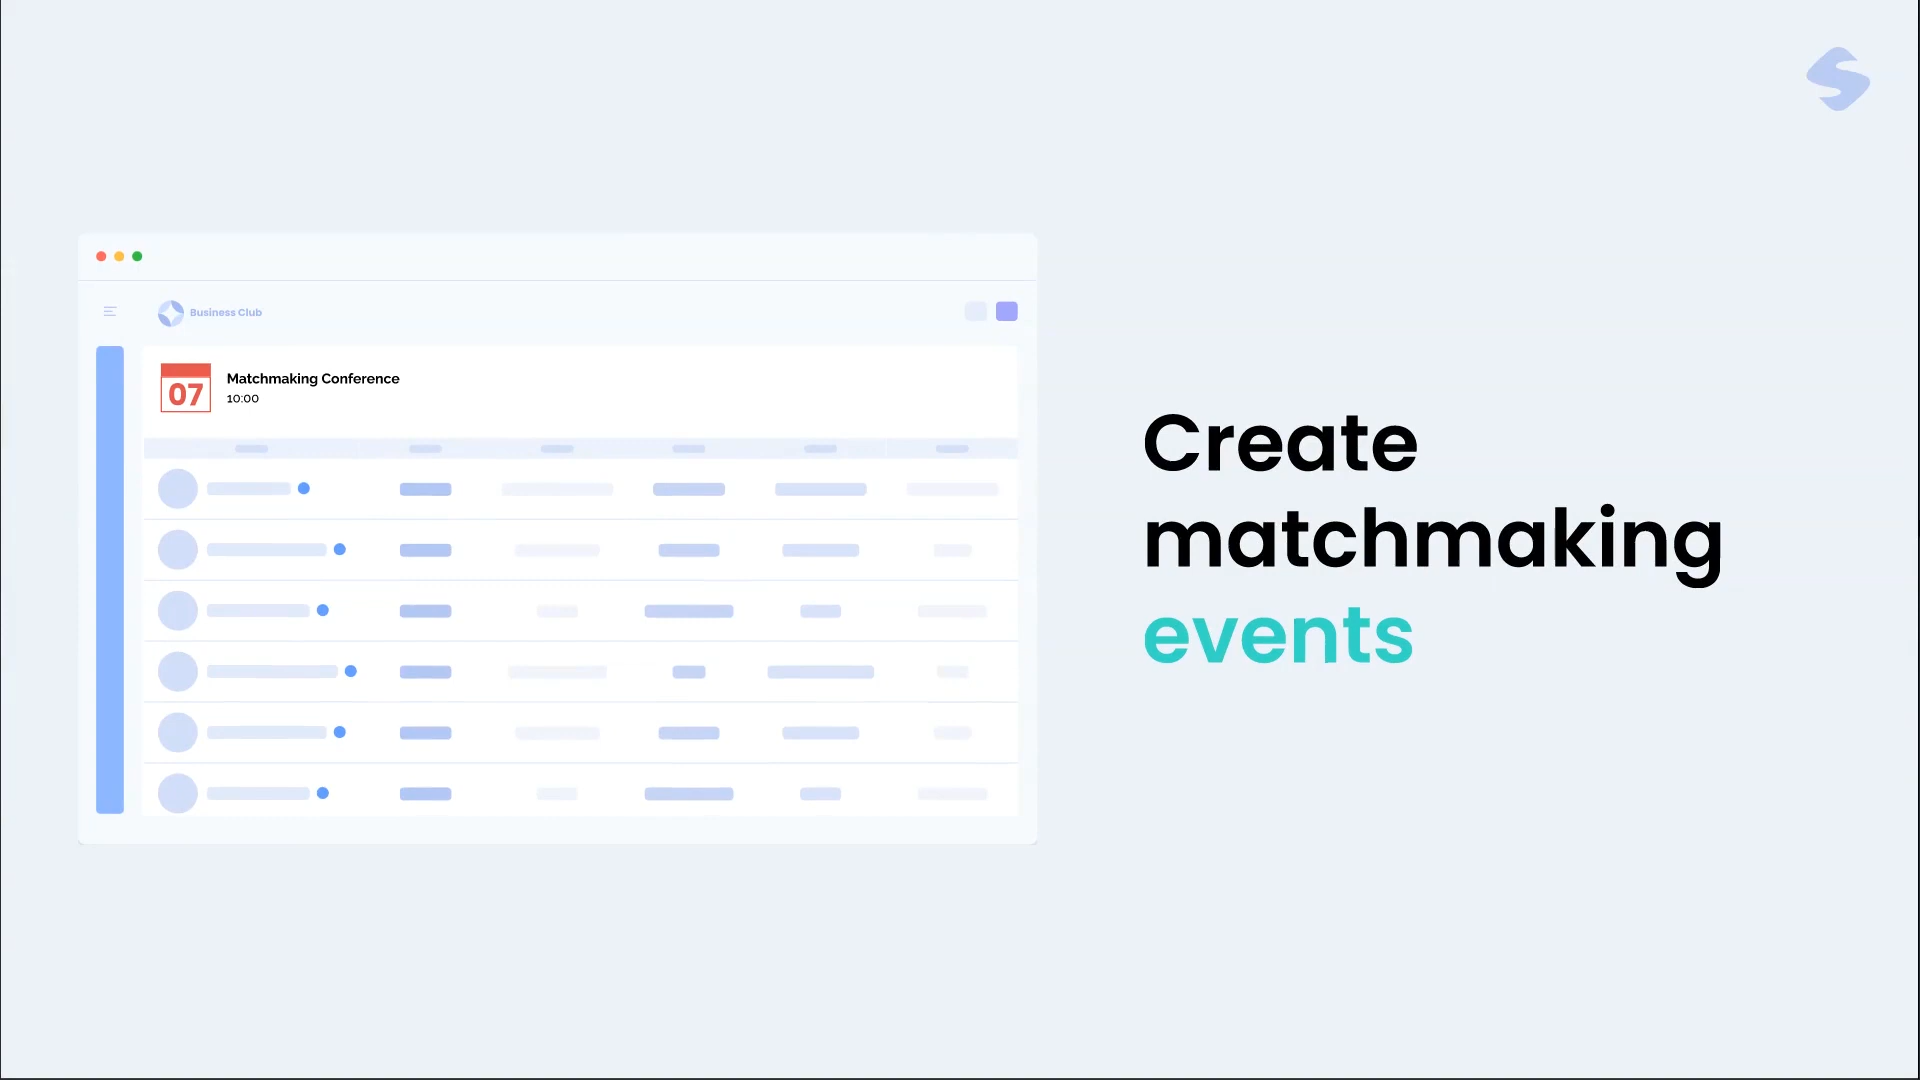 Business Club
07
Matchmaking Conference
10:00
Create
matchmaking
events